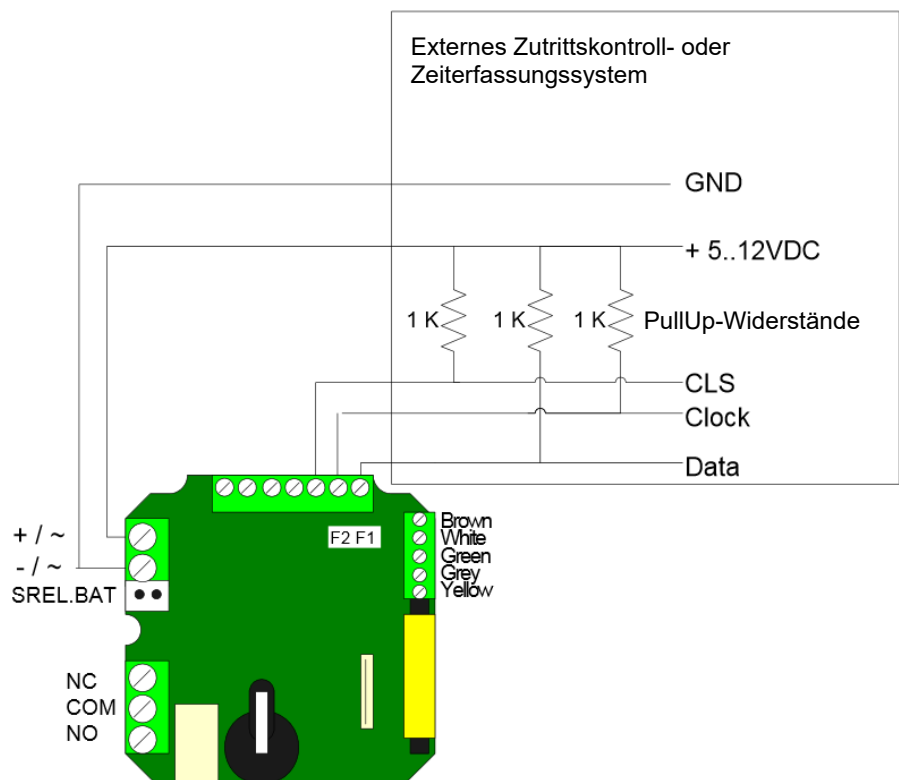 Externes Zutrittskontroll- oder
Zeiterfassungssystem
GND
+ 5..12VDC
1 K
1 K
1 K
PullUp-Widerstände
CLS
Clock
Data
+ / ~
- / ~
SREL.BAT
F2 F1
Brown
White
Green
Grey
Yellow
NC
COM
NO